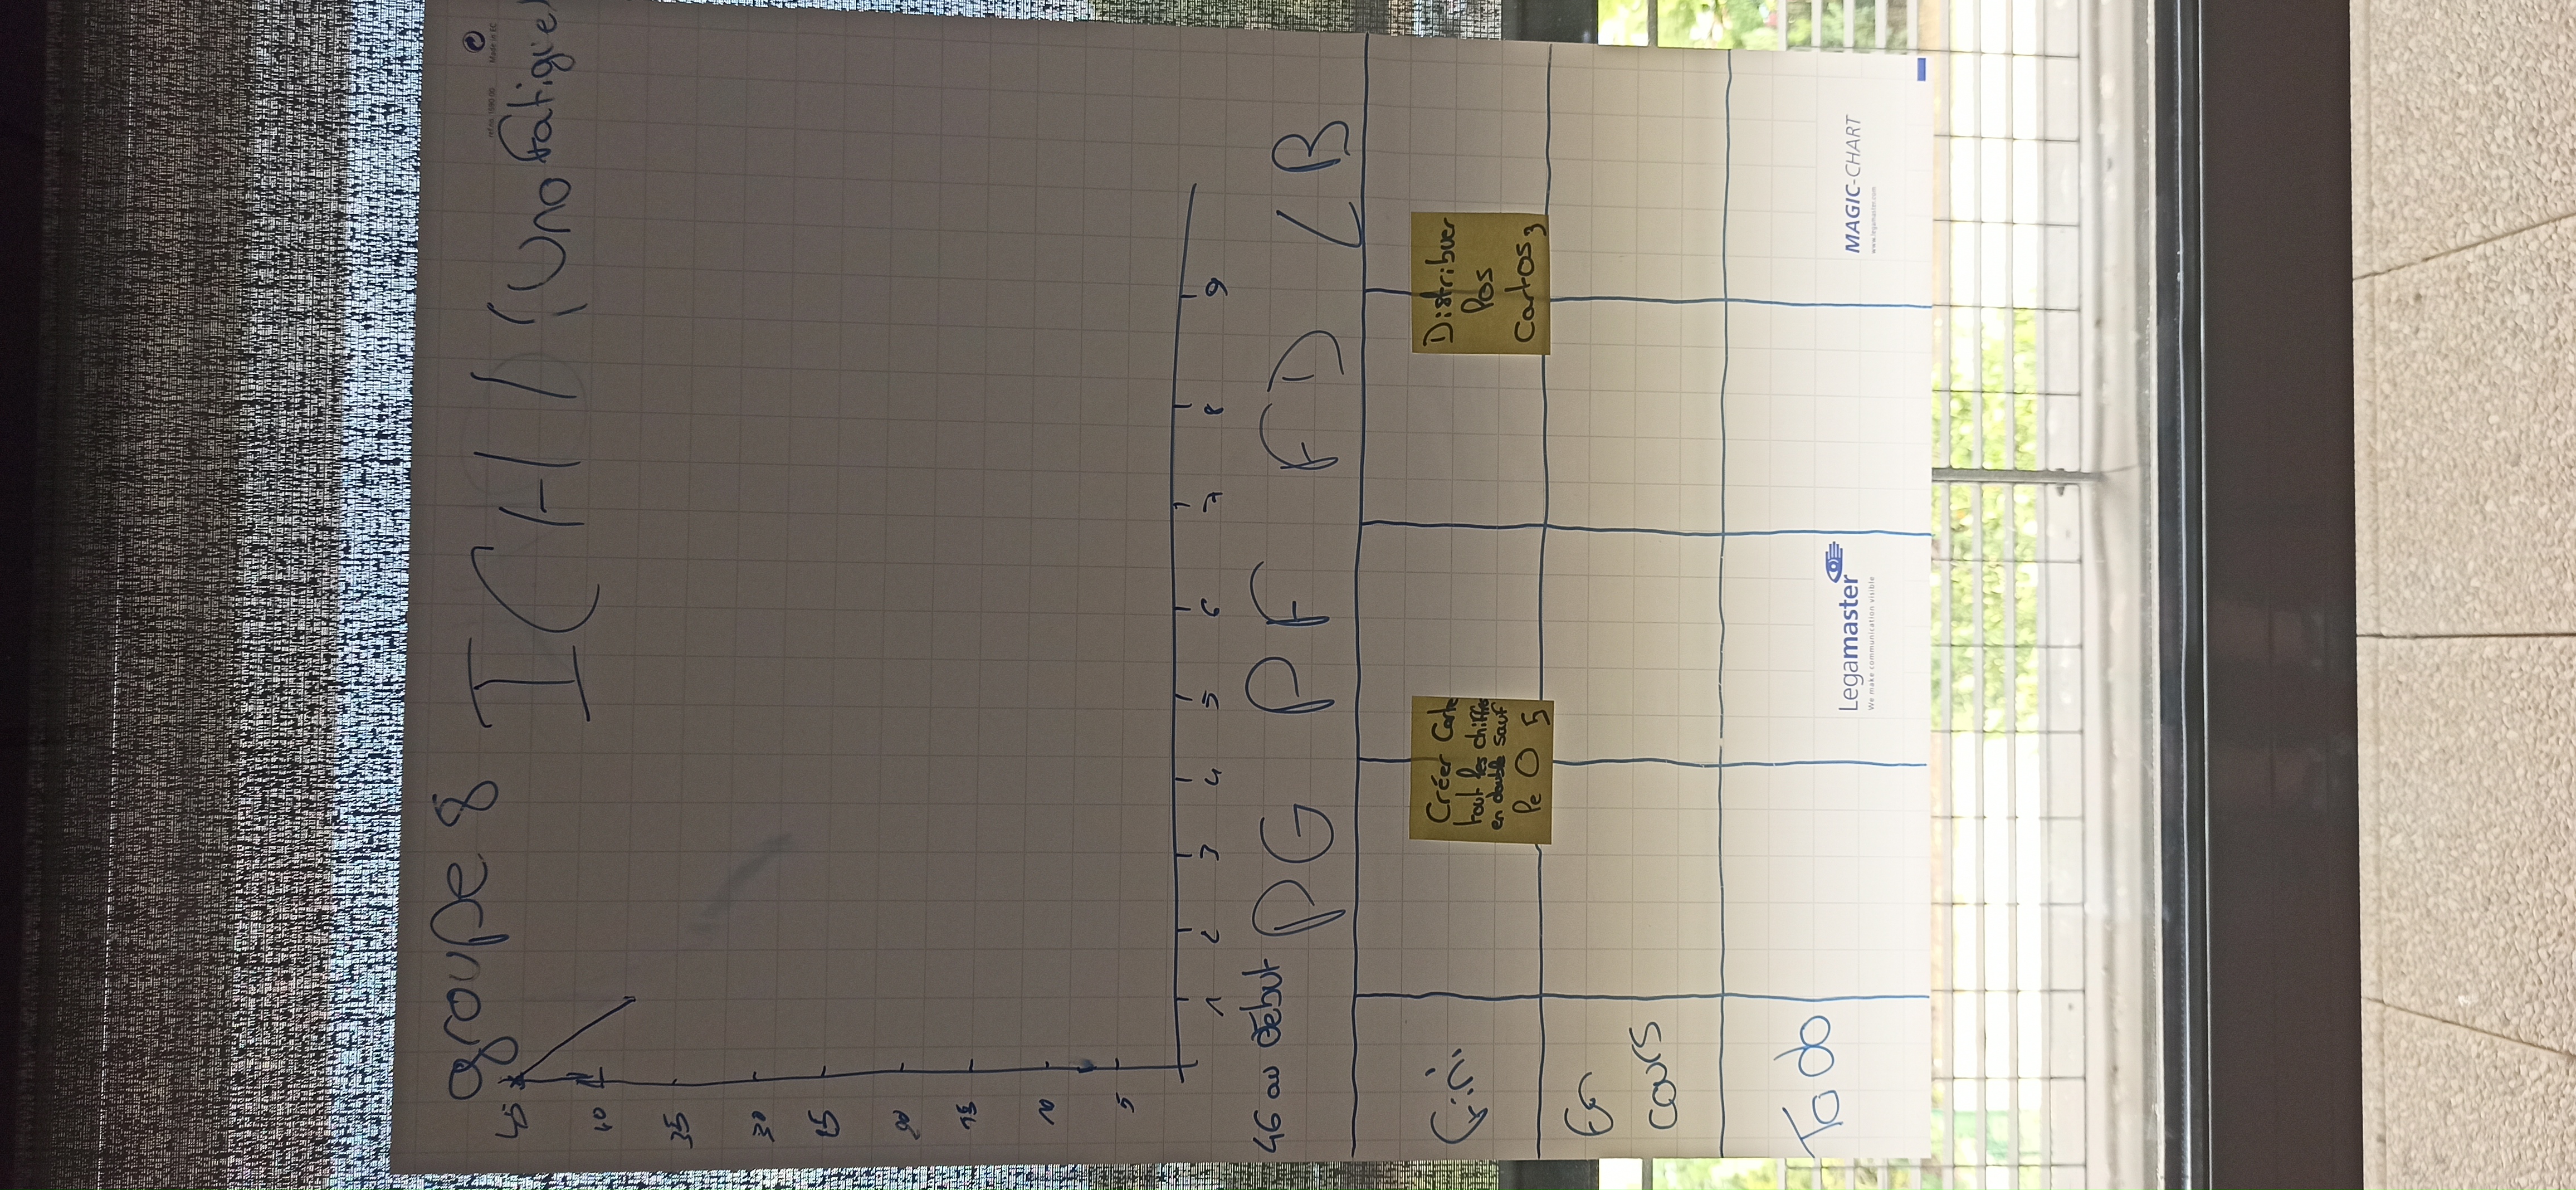 groupe 8
ICHI (Uno Fatigue)
ref.no. 1560 00
Made in EC
45
40
35
30
25
20
15
10
5
1 2 3 4 5 6 7 8 9
46 au début
PG PF FD LB
Fini
Créer Carte
tout les chiffres
en double sauf
le 0 5
Distribuer
les
cartes 3
En
cours
To do
Legamaster
We make communication visible
MAGIC-CHART
www.legamaster.com